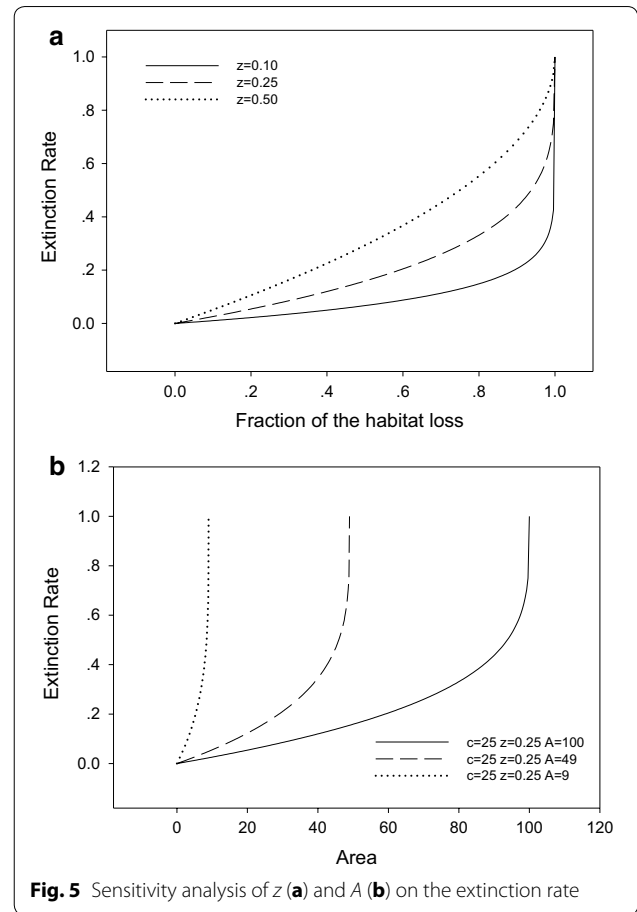 a
1.0
.8
.6
.4
.2
0.0
Extinction Rate
z=0.10
z=0.25
z=0.50
0.0 .2 .4 .6 .8 1.0
Fraction of the habitat loss
b
1.2
1.0
.8
.6
.4
.2
0.0
Extinction Rate
c=25 z=0.25 A=100
c=25 z=0.25 A=49
c=25 z=0.25 A=9
0 20 40 60 80 100 120
Area
Fig. 5 Sensitivity analysis of z (a) and A (b) on the extinction rate